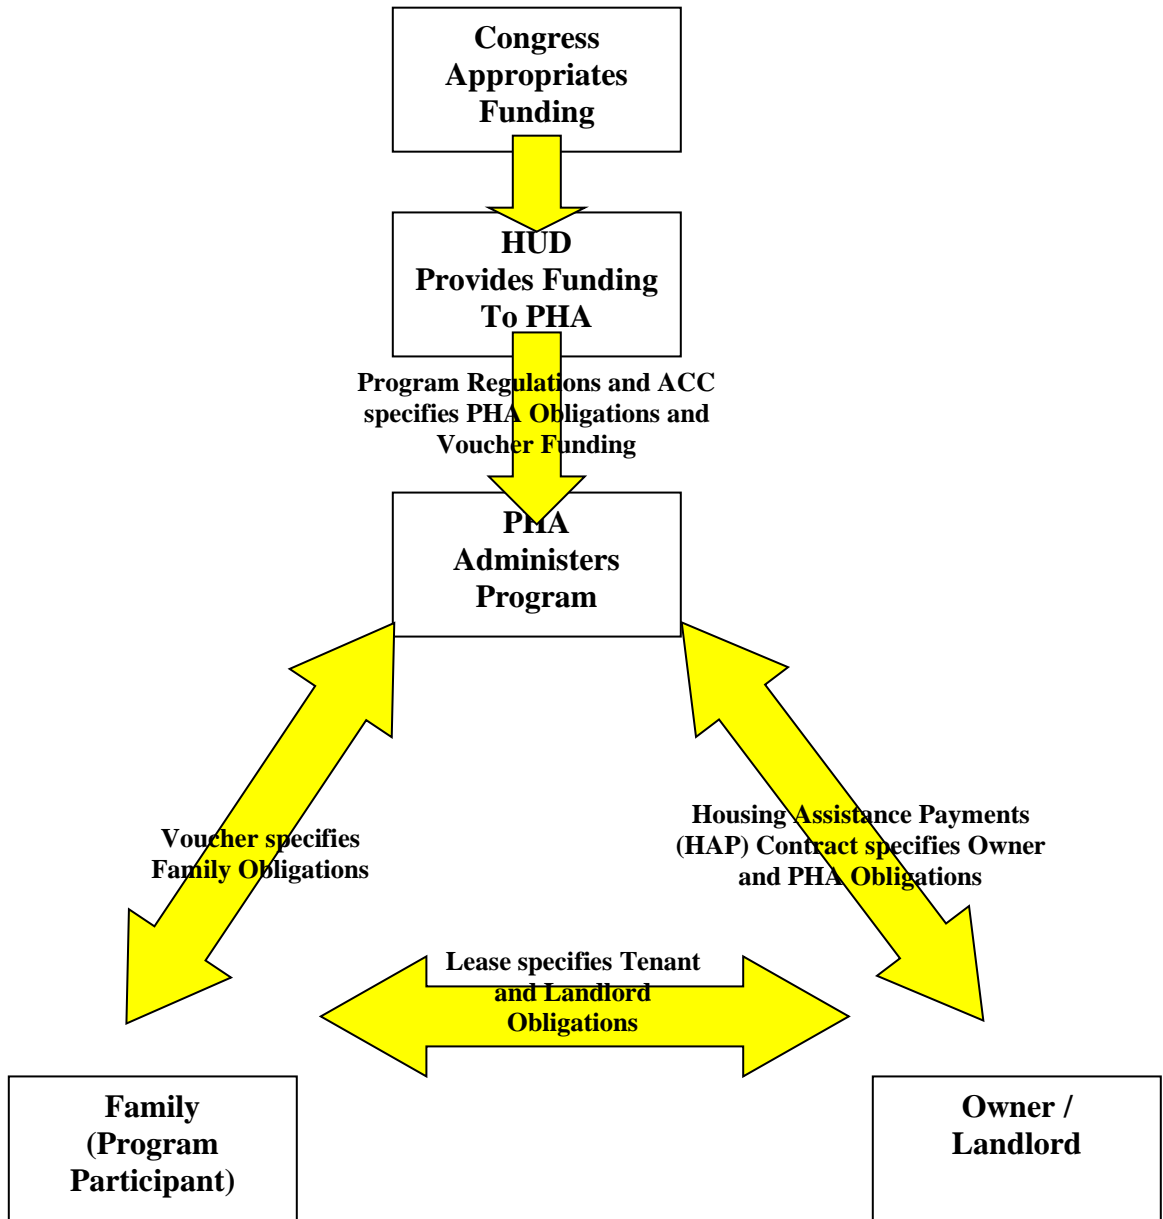 Congress
Appropriates
Funding
HUD
Provides Funding
To PHA
Program Regulations and ACC
specifies PHA Obligations and
Voucher Funding
PHA
Administers
Program
Voucher specifies
Family Obligations
Housing Assistance Payments
(HAP) Contract specifies Owner
and PHA Obligations
Lease specifies Tenant
and Landlord
Obligations
Family
(Program
Participant)
Owner /
Landlord